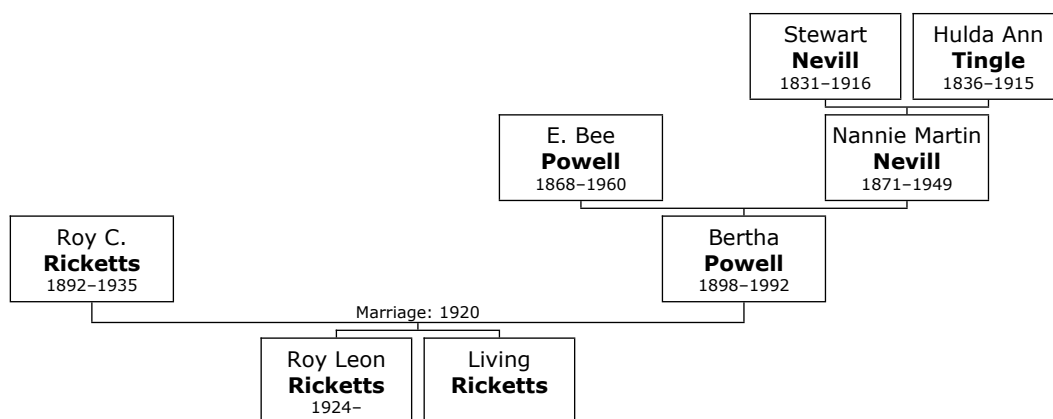 Stewart
Nevill
1831–1916
Hulda Ann
Tingle
1836–1915
E. Bee
Powell
1868–1960
Nannie Martin
Nevill
1871–1949
Roy C.
Ricketts
1892–1935
Bertha
Powell
1898–1992
Marriage: 1920
Roy Leon
Ricketts
1924–
Living
Ricketts